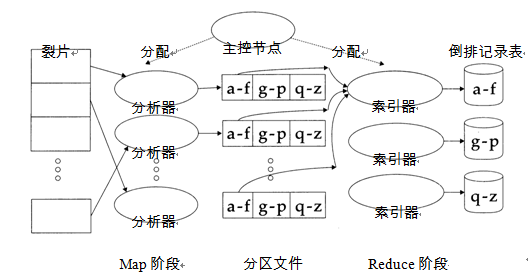 裂片 分配 主控节点 分配 倒排记录表
a-f g-p q-z a-f
分析器 索引器
a-f g-p q-z g-p
分析器 索引器
a-f g-p q-z q-z
分析器 索引器
Map 阶段 分区文件 Reduce 阶段